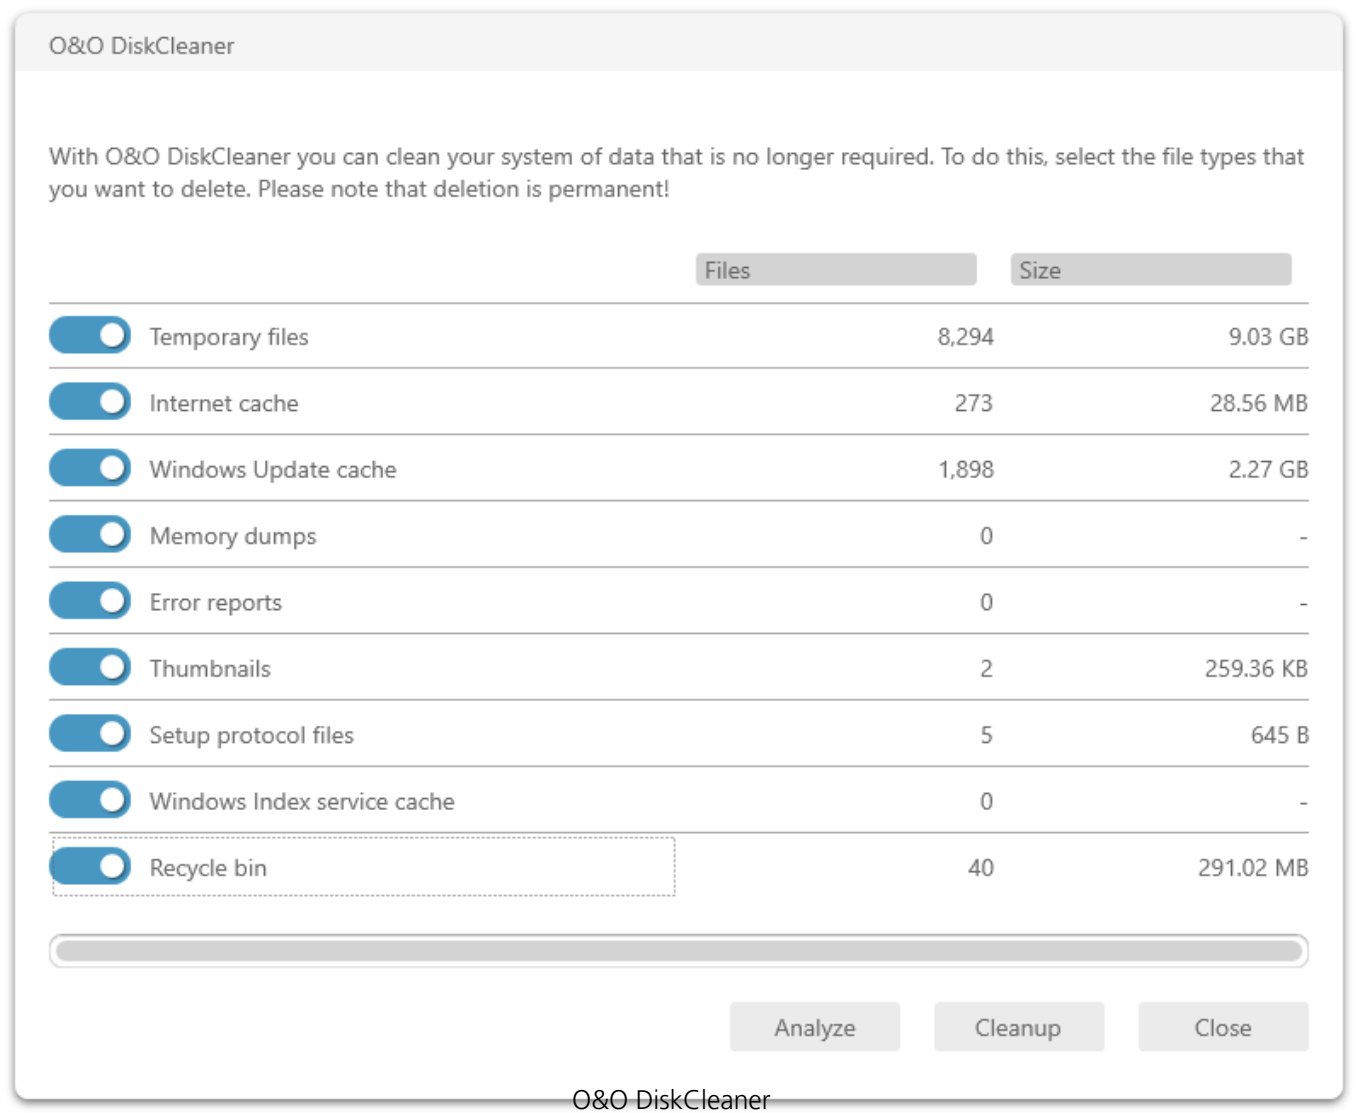 O&O DiskCleaner
With O&O DiskCleaner you can clean your system of data that is no longer required. To do this, select the file types that
you want to delete. Please note that deletion is permanent!
Files Size
Temporary files 8,294 9.03 GB
Internet cache 273 28.56 MB
Windows Update cache 1,898 2.27 GB
Memory dumps 0 -
Error reports 0 -
Thumbnails 2 259.36 KB
Setup protocol files 5 645 B
Windows Index service cache 0 -
Recycle bin 40 291.02 MB
Analyze Cleanup Close
O&O DiskCleaner